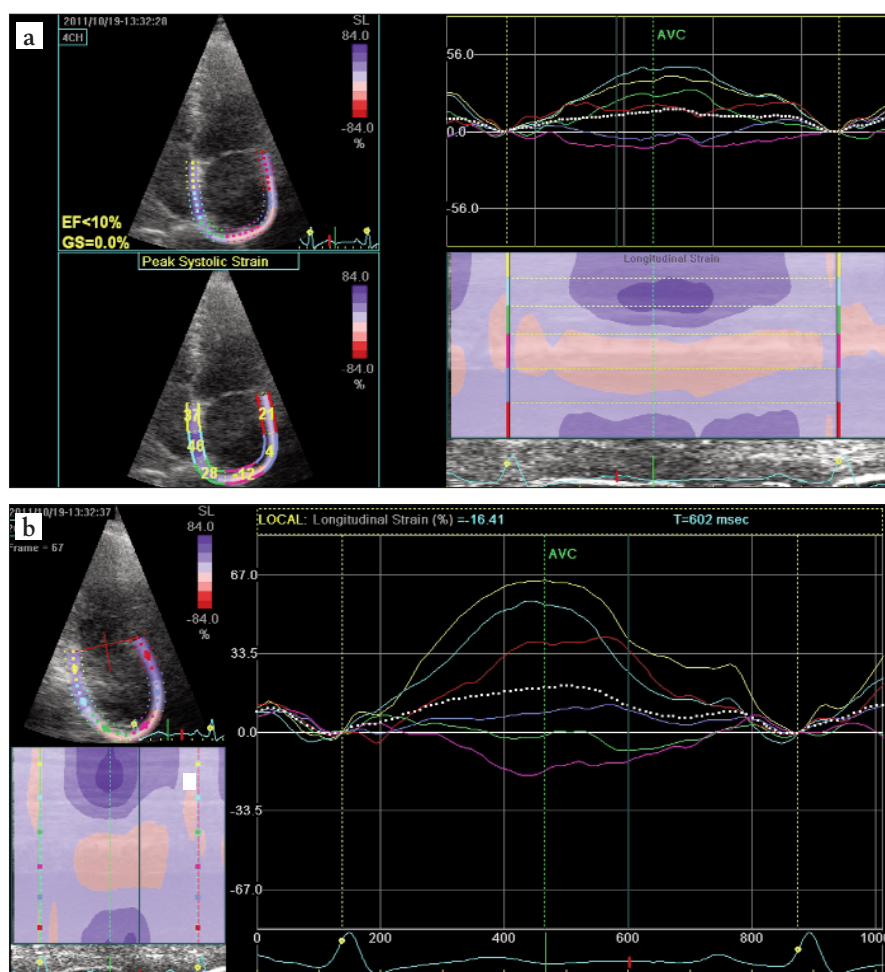 a
2011/10/19-13:32:28
4CH
SL
84.0
-84.0
%
EF<10%
GS=0.0%
AVC
56.0
0.0
-56.0
Peak Systolic Strain
84.0
-84.0
%
37
46
28
-12
4
21
Longitudinal Strain
b
2011/10/19-13:32:37
Frame = 67
SL
84.0
-84.0
%
LOCAL: Longitudinal Strain (%) =-16.41 T=602 msec
AVC
67.0
33.5
0.0
-33.5
-67.0
0 200 400 600 800